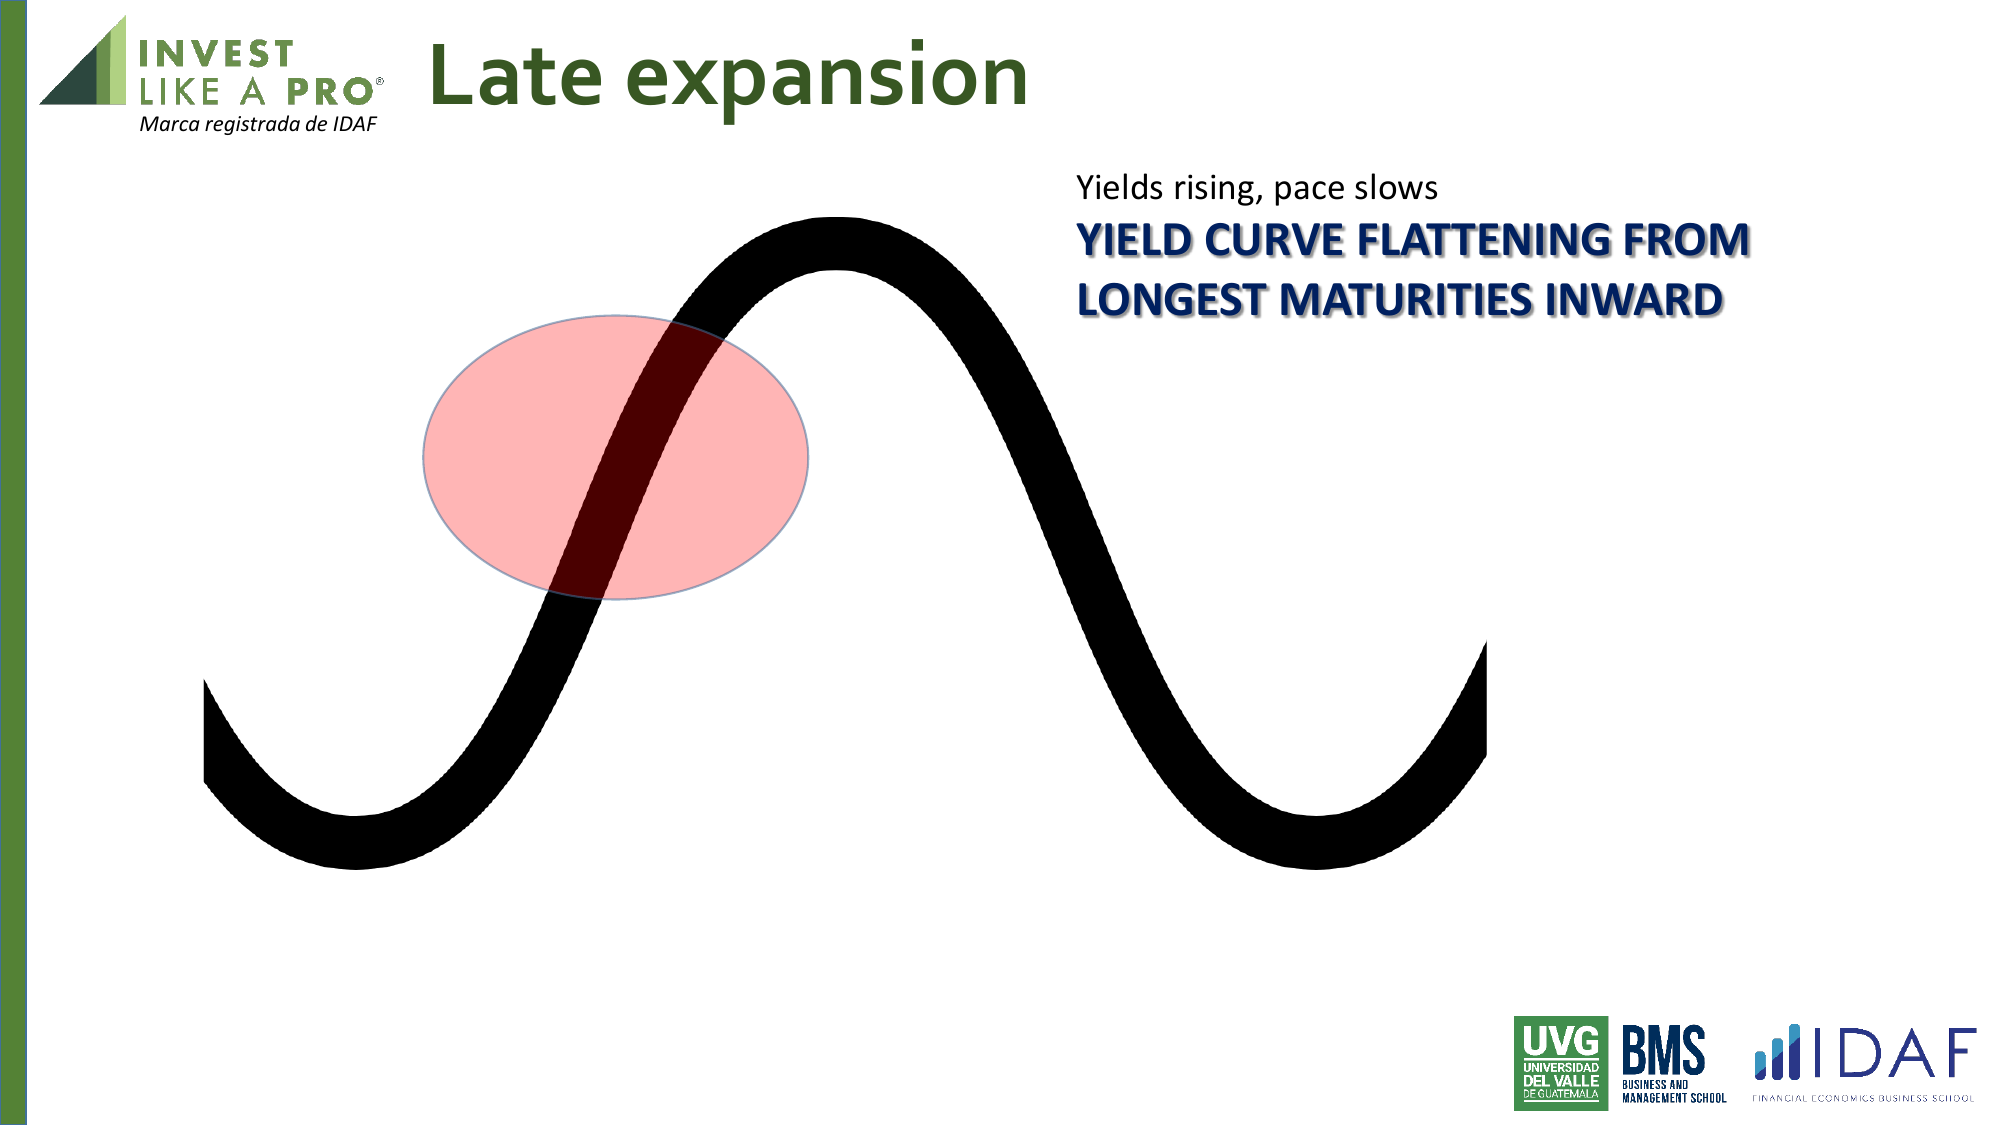 INVEST
LIKE A PRO®
Marca registrada de IDAF
Late expansion
Yields rising, pace slows
YIELD CURVE FLATTENING FROM
LONGEST MATURITIES INWARD
UVG
UNIVERSIDAD
DEL VALLE
DE GUATEMALA
BMS
BUSINESS AND
MANAGEMENT SCHOOL
IDAF
FINANCIAL ECONOMICS BUSINESS SCHOOL